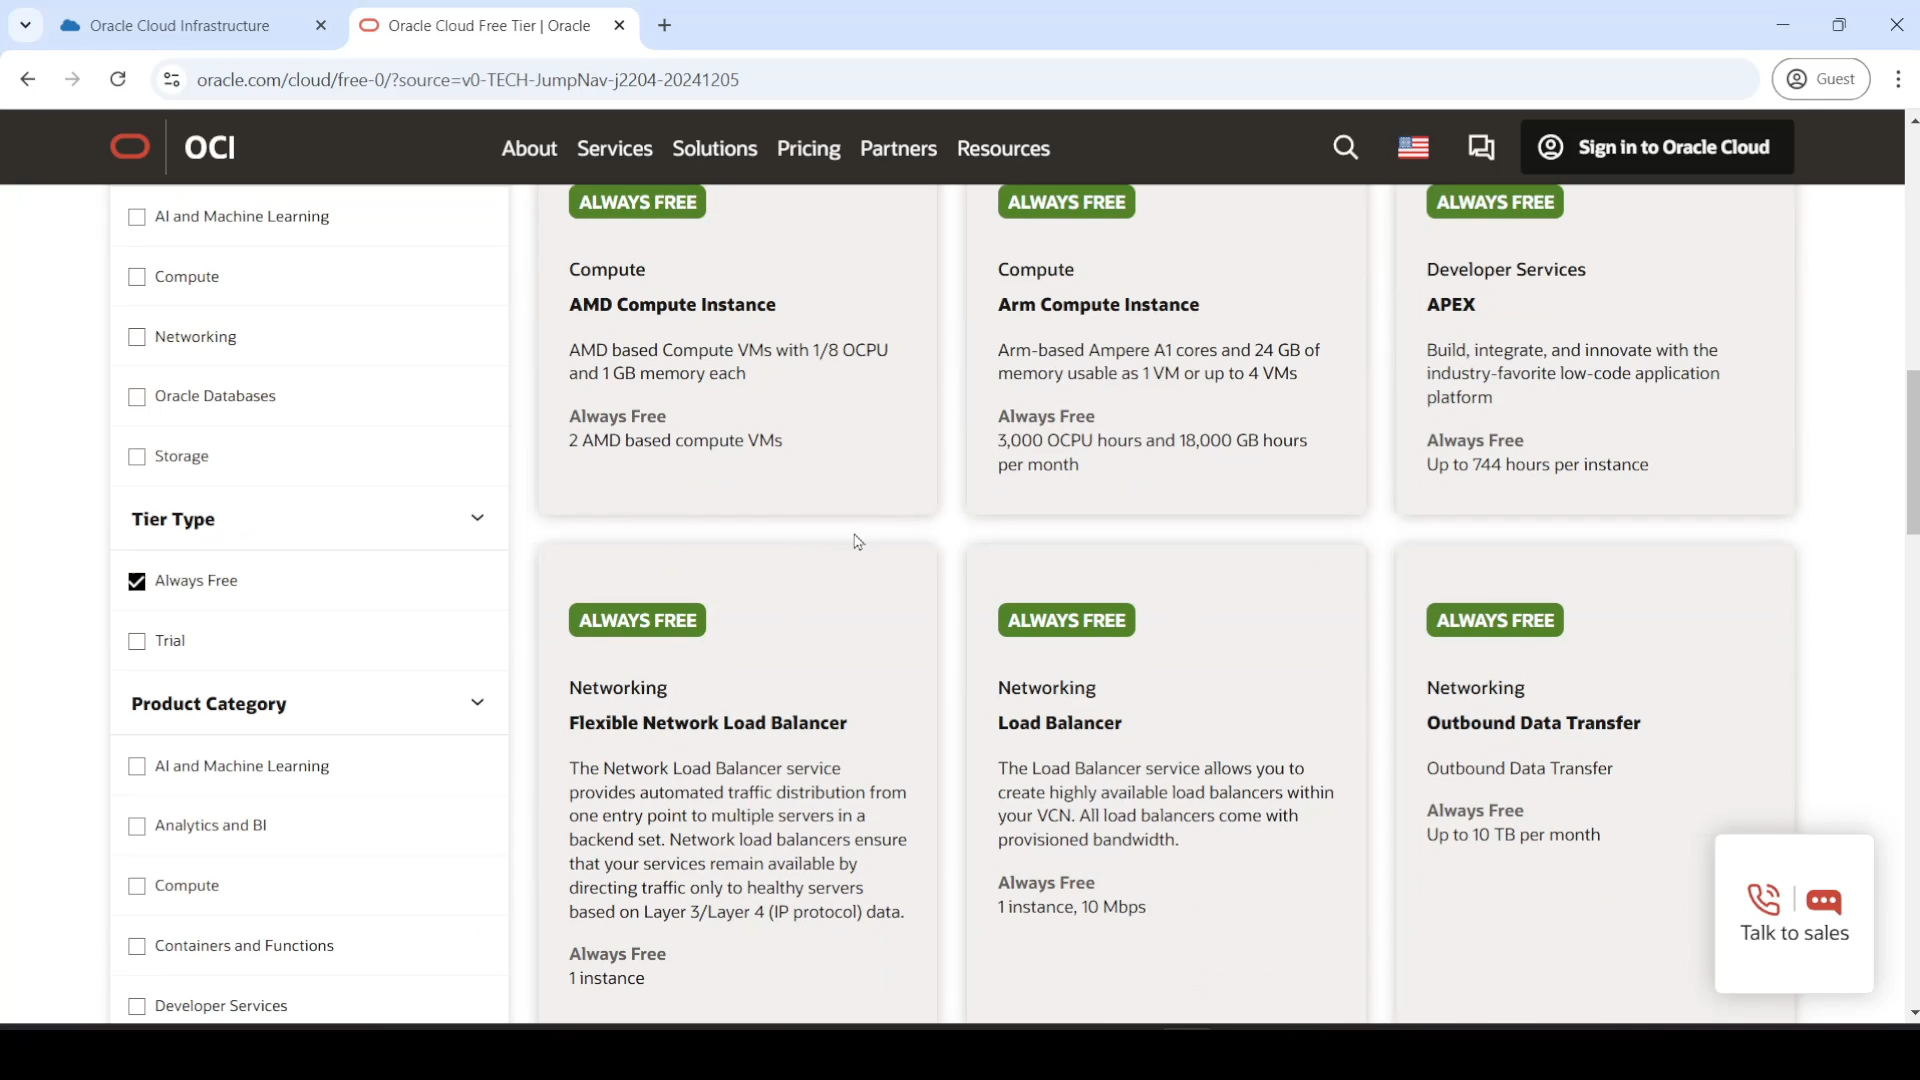 Oracle Cloud Infrastructure
Oracle Cloud Free Tier | Oracle
oracle.com/cloud/free-0/?source=v0-TECH-JumpNav-j2204-20241205
Guest
OCI
About
Services
Solutions
Pricing
Partners
Resources
Sign in to Oracle Cloud
AI and Machine Learning
Compute
Networking
Oracle Databases
Storage
Tier Type
Always Free
Trial
Product Category
AI and Machine Learning
Analytics and BI
Compute
Containers and Functions
Developer Services
ALWAYS FREE
Compute
AMD Compute Instance
AMD based Compute VMs with 1/8 OCPU
and 1 GB memory each
Always Free
2 AMD based compute VMs
ALWAYS FREE
Compute
Arm Compute Instance
Arm-based Ampere A1 cores and 24 GB of
memory usable as 1 VM or up to 4 VMs
Always Free
3,000 OCPU hours and 18,000 GB hours
per month
ALWAYS FREE
Developer Services
APEX
Build, integrate, and innovate with the
industry-favorite low-code application
platform
Always Free
Up to 744 hours per instance
ALWAYS FREE
Networking
Flexible Network Load Balancer
The Network Load Balancer service
provides automated traffic distribution from
one entry point to multiple servers in a
backend set. Network load balancers ensure
that your services remain available by
directing traffic only to healthy servers
based on Layer 3/Layer 4 (IP protocol) data.
Always Free
1 instance
ALWAYS FREE
Networking
Load Balancer
The Load Balancer service allows you to
create highly available load balancers within
your VCN. All load balancers come with
provisioned bandwidth.
Always Free
1 instance, 10 Mbps
ALWAYS FREE
Networking
Outbound Data Transfer
Outbound Data Transfer
Always Free
Up to 10 TB per month
Talk to sales